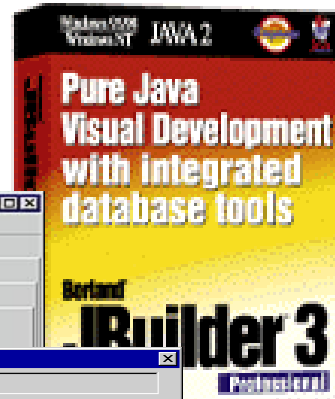 Windows 95/98
Windows NT
JAVA 2
Pure Java
Visual Development
with integrated
database tools
Borland
JBuilder 3
Professional